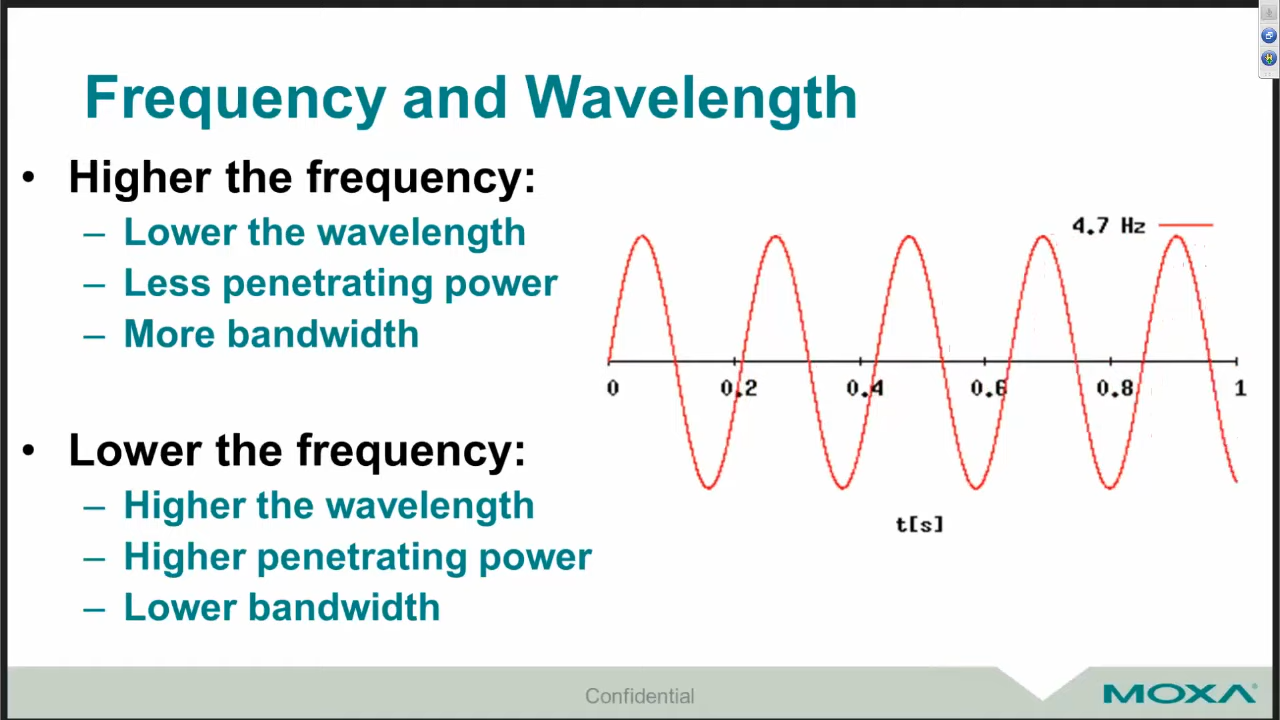 Frequency and Wavelength
• Higher the frequency:
– Lower the wavelength
– Less penetrating power
– More bandwidth
• Lower the frequency:
– Higher the wavelength
– Higher penetrating power
– Lower bandwidth
4.7 Hz
0 0.2 0.4 0.6 0.8 1
t[s]
Confidential
MOXA